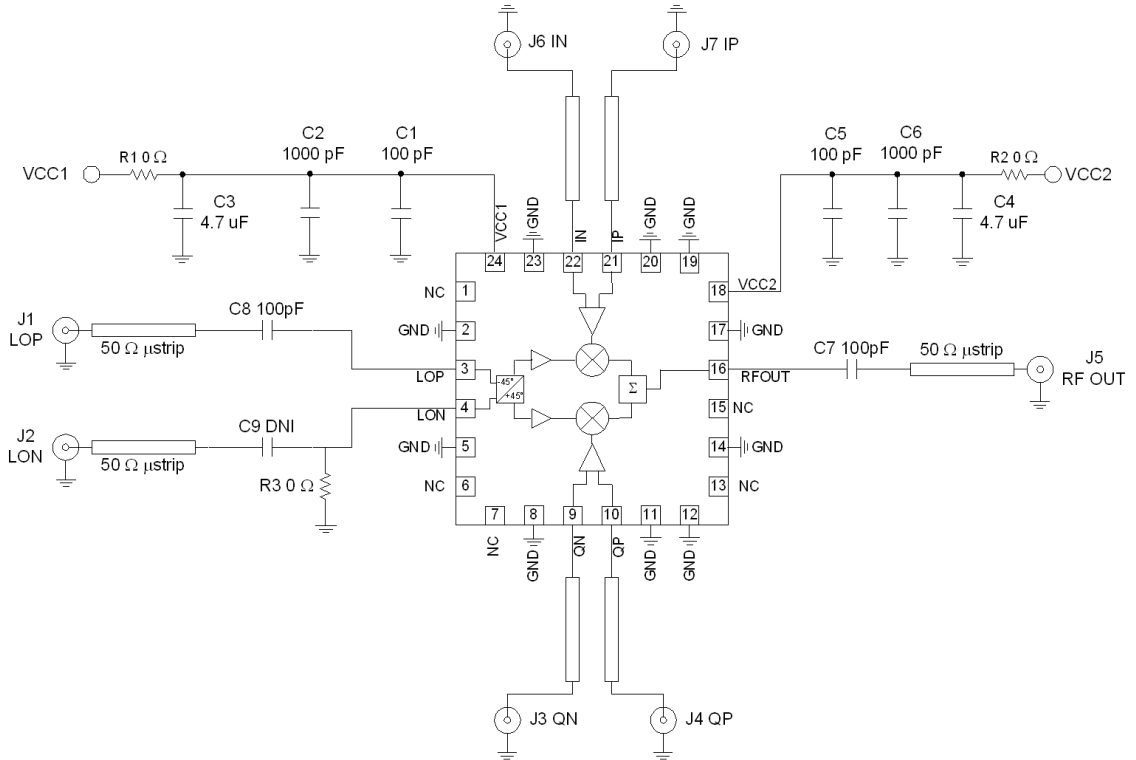 J6 IN
J7 IP
C2
1000 pF
C1
100 pF
C5
100 pF
C6
1000 pF
R1 0 Ω
R2 0 Ω
VCC1
VCC2
C3
4.7 uF
C4
4.7 uF
VCC1
GND
IN
IP
GND
GND
24
23
22
21
20
19
NC
1
18
VCC2
J1
LOP
C8 100pF
50 Ω µstrip
GND
2
17
GND
C7 100pF
50 Ω µstrip
J5
RF OUT
3
LOP
-45°
+45°
Σ
16
RFOUT
4
LON
15
NC
J2
LON
C9 DNI
50 Ω µstrip
GND
5
14
GND
R3 0 Ω
NC
6
13
NC
7
8
9
10
11
12
NC
GND
QN
QP
GND
GND
J3 QN
J4 QP